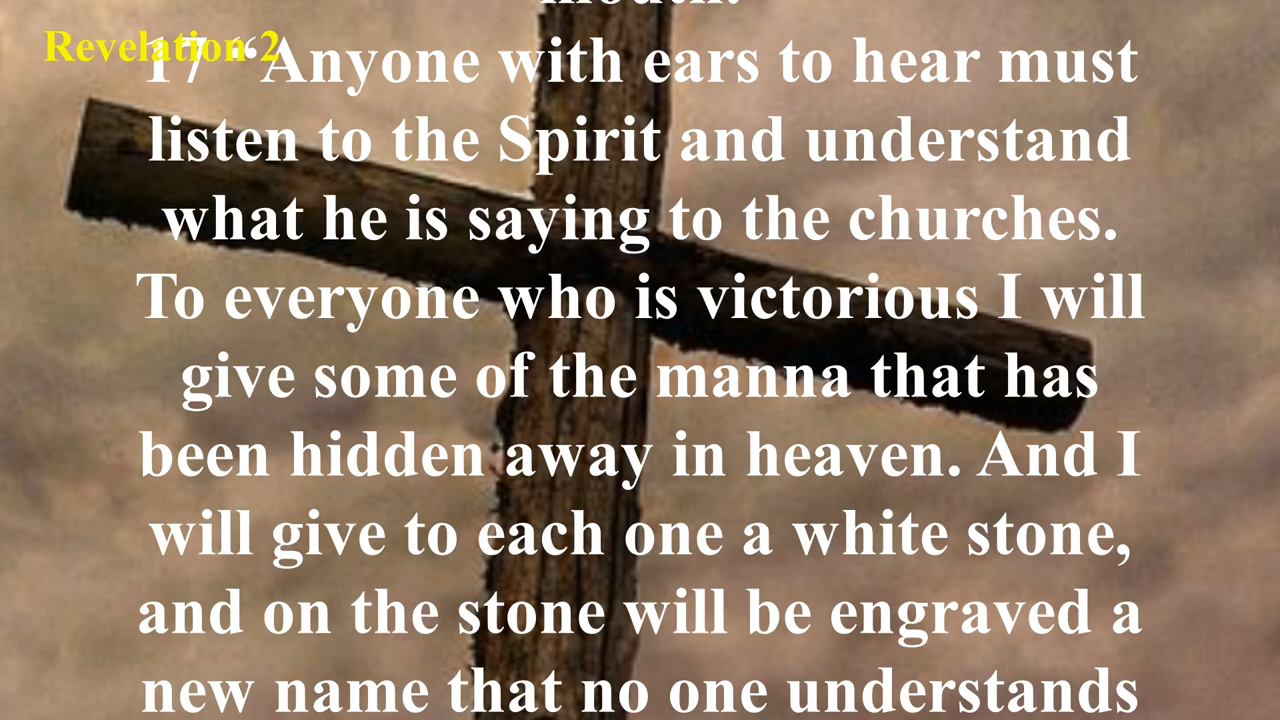 mouth.
Revelation 2
17 “Anyone with ears to hear must
listen to the Spirit and understand
what he is saying to the churches.
To everyone who is victorious I will
give some of the manna that has
been hidden away in heaven. And I
will give to each one a white stone,
and on the stone will be engraved a
new name that no one understands